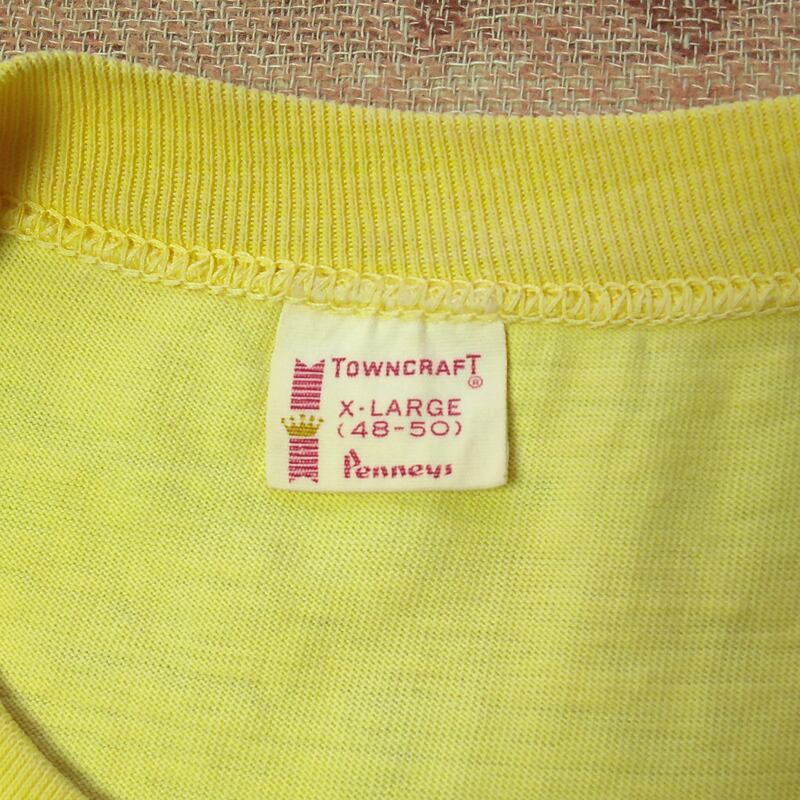 TOWNCRAFT®
X-LARGE
(48-50)
Penneys